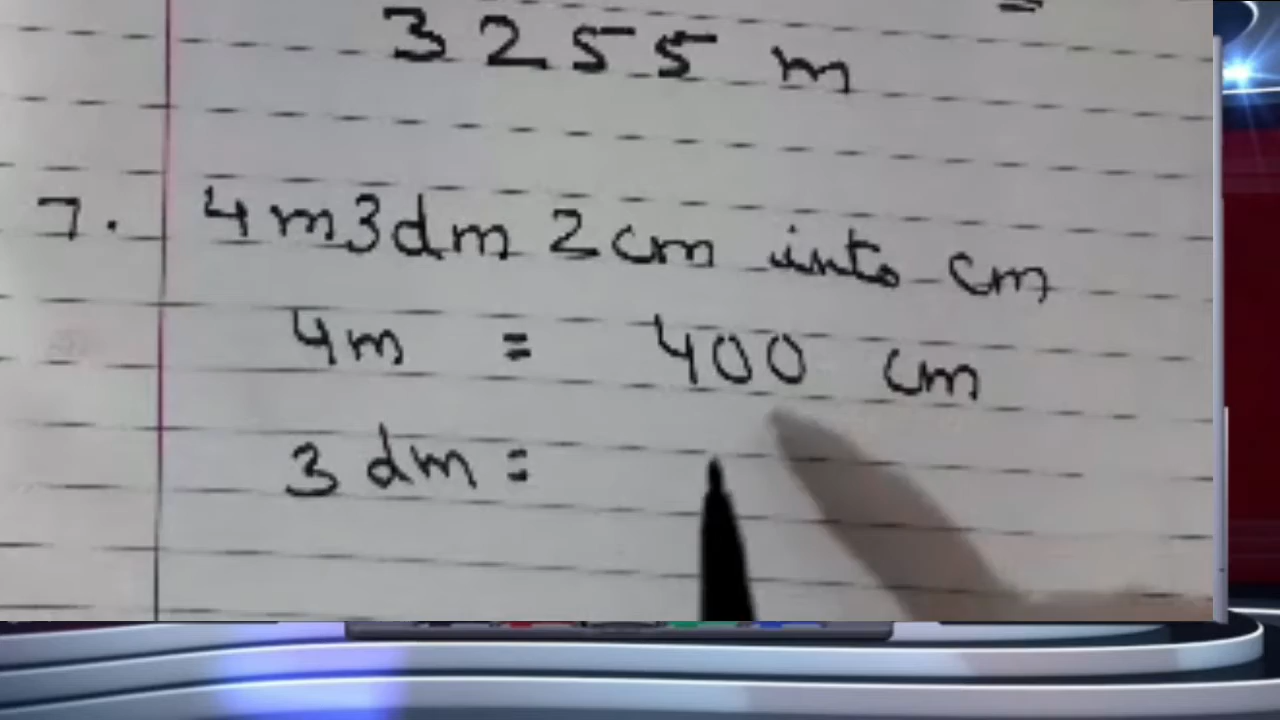 3255 m
7. 4m3dm 2cm into cm
4m = 400 cm
3 dm =